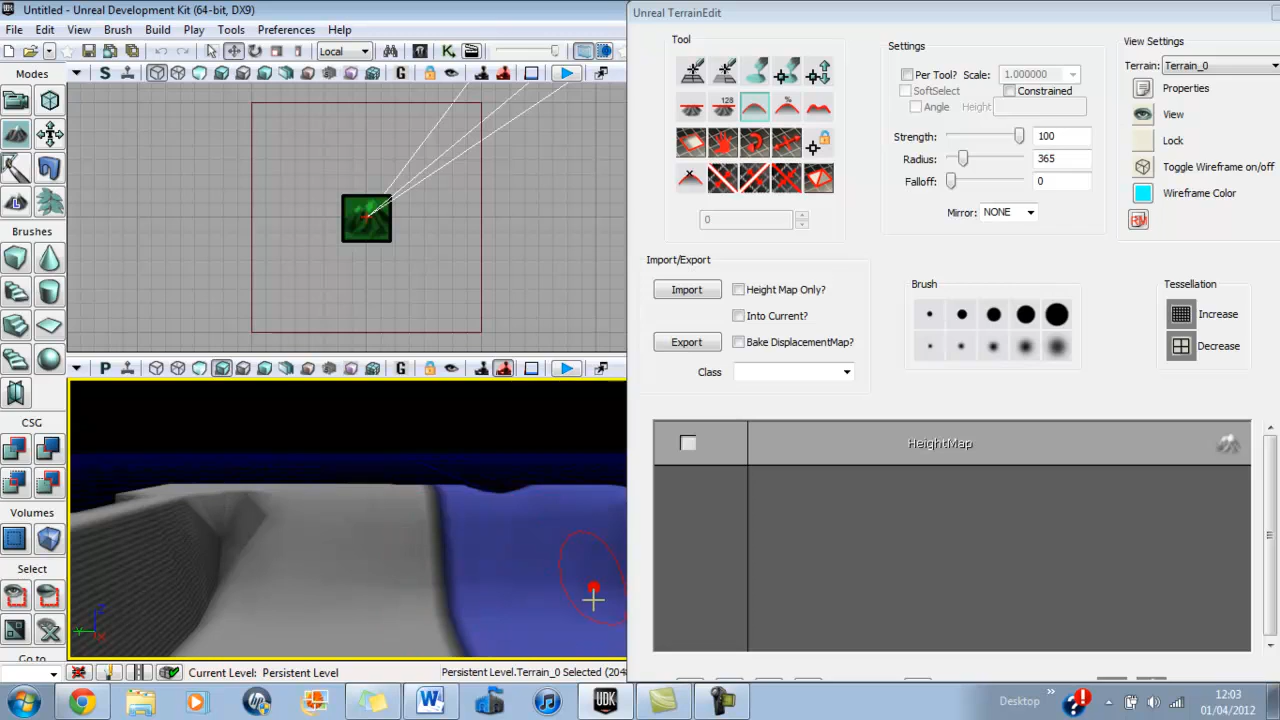 Untitled - Unreal Development Kit (64-bit, DX9)
File Edit View Brush Build Play Tools Preferences Help
Local
Modes
Brushes
CSG
Volumes
Select
Go to
S
G
P
G
Current Level: Persistent Level
Persistent Level.Terrain_0 Selected (204
Unreal TerrainEdit
Tool
128
%
0
Settings
Per Tool? Scale: 1.000000
SoftSelect
Constrained
Angle Height
Strength: 100
Radius: 365
Falloff: 0
Mirror: NONE
View Settings
Terrain: Terrain_0
Properties
View
Lock
Toggle Wireframe on/off
Wireframe Color
RM
Import/Export
Import
Height Map Only?
Into Current?
Export
Bake DisplacementMap?
Class
Brush
Tessellation
Increase
Decrease
HeightMap
Desktop
12:03
01/04/2012